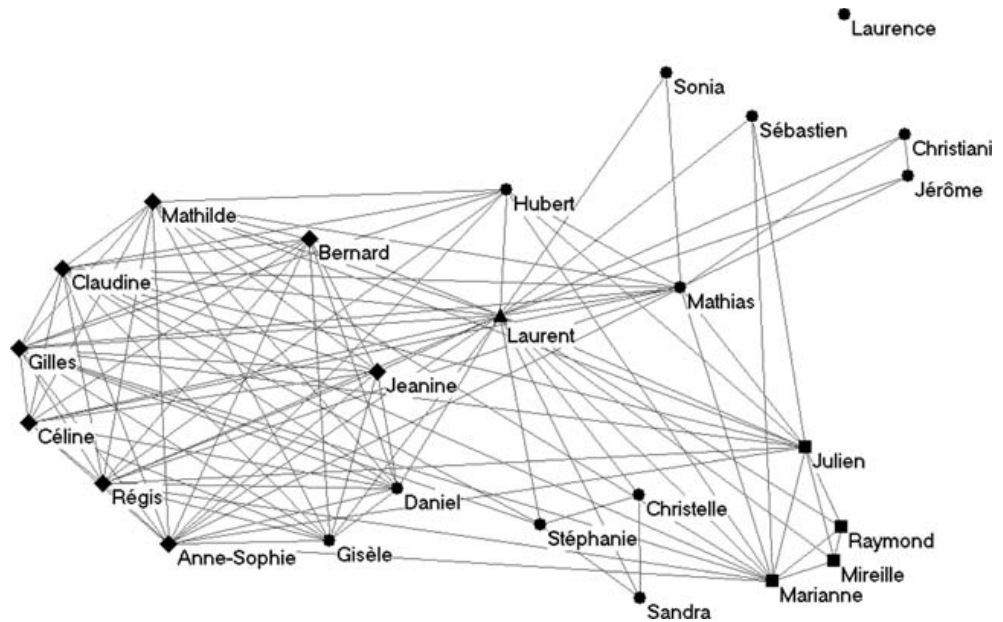 Laurence
Sonia
Sébastien
Christiani
Jérôme
Hubert
Mathilde
Bernard
Claudine
Mathias
Laurent
Gilles
Jeanine
Céline
Julien
Régis
Daniel
Christelle
Stéphanie
Raymond
Anne-Sophie
Gisèle
Mireille
Marianne
Sandra